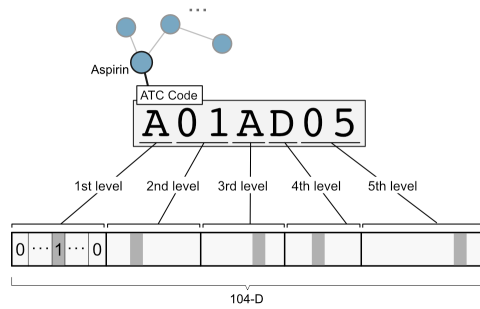 ...
Aspirin
ATC Code
A01AD05
1st level 2nd level 3rd level 4th level 5th level
0 ... 1 ... 0
104-D